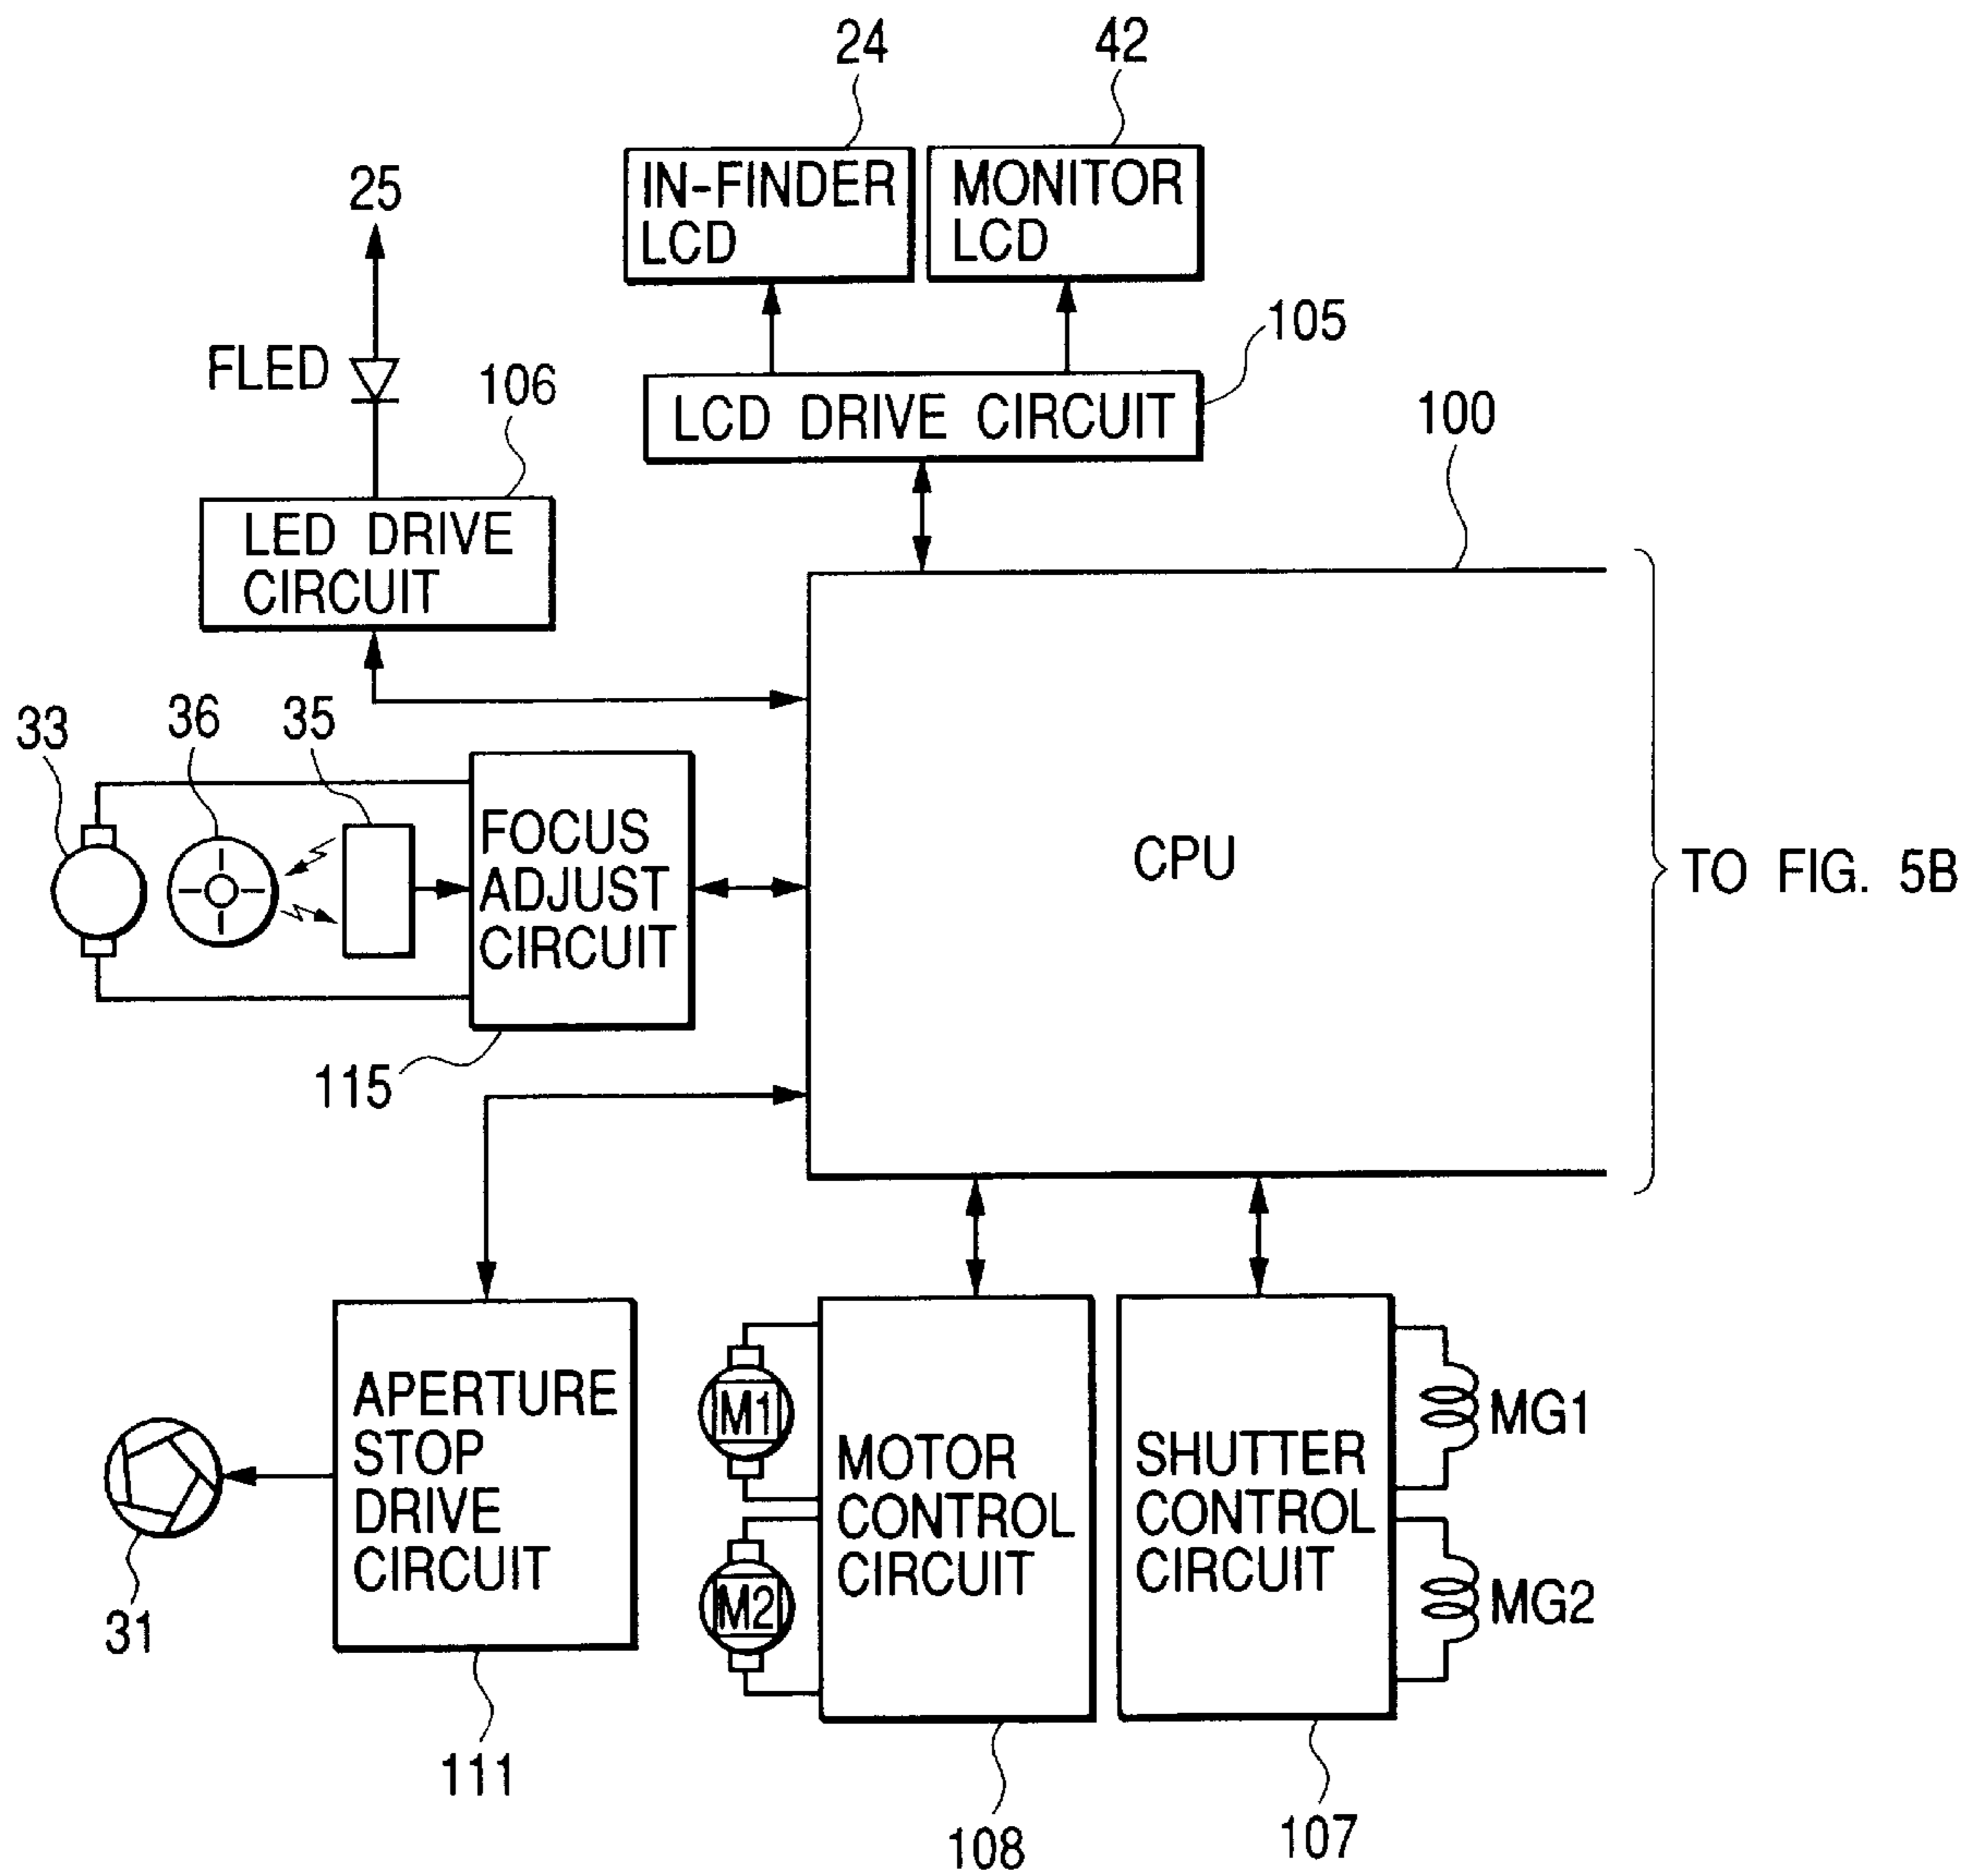 24
42
25
IN-FINDER
LCD
MONITOR
LCD
105
FLED
106
LCD DRIVE CIRCUIT
100
LED DRIVE
CIRCUIT
33
36
35
FOCUS
ADJUST
CIRCUIT
CPU
TO FIG. 5B
115
APERTURE
STOP
DRIVE
CIRCUIT
M1
M2
MOTOR
CONTROL
CIRCUIT
SHUTTER
CONTROL
CIRCUIT
MG1
MG2
31
111
108
107